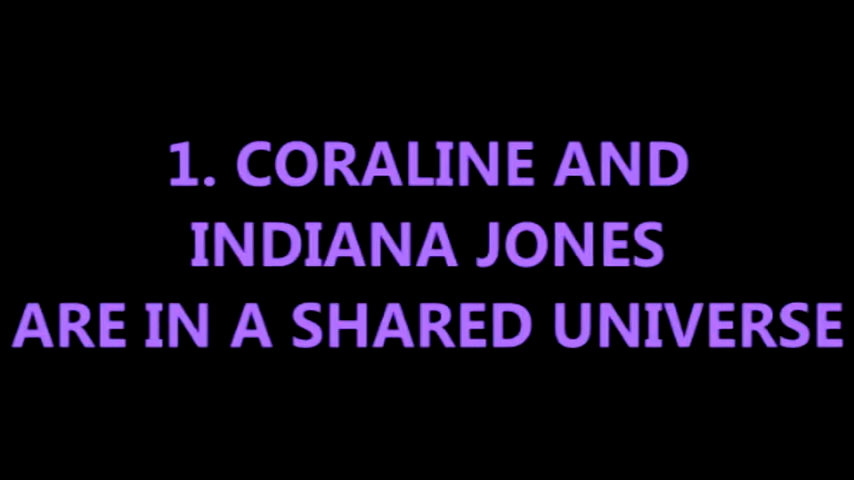 1. CORALINE AND
INDIANA JONES
ARE IN A SHARED UNIVERSE